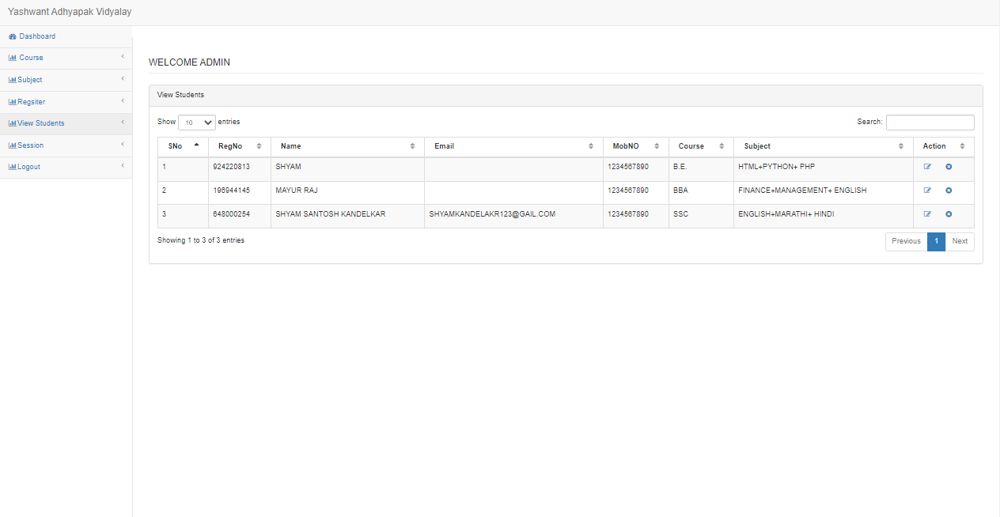 Yashwant Adhyapak Vidyalay
Dashboard
Course
Subject
Regsiter
View Students
Session
Logout
WELCOME ADMIN
View Students
Show 10 entries Search:
SNo RegNo Name Email MobNO Course Subject Action
1 924220813 SHYAM 1234567890 B.E. HTML+PYTHON+ PHP
2 196944145 MAYUR RAJ 1234567890 BBA FINANCE+MANAGEMENT+ ENGLISH
3 648000254 SHYAM SANTOSH KANDELKAR SHYAMKANDELAKR123@GAIL.COM 1234567890 SSC ENGLISH+MARATHI+ HINDI
Showing 1 to 3 of 3 entries Previous 1 Next